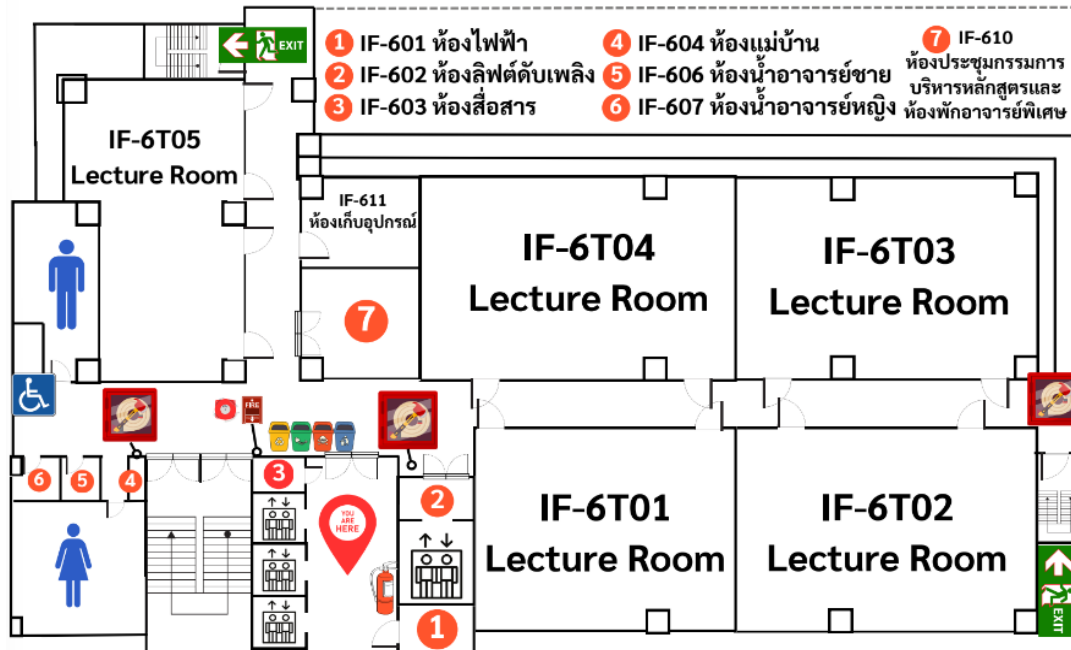 EXIT
1 IF-601 ห้องไฟฟ้า
2 IF-602 ห้องลิฟต์ดับเพลิง
3 IF-603 ห้องสื่อสาร
4 IF-604 ห้องแม่บ้าน
5 IF-606 ห้องน้ำอาจารย์ชาย
6 IF-607 ห้องน้ำอาจารย์หญิง
7 IF-610
ห้องประชุมกรรมการ
บริหารหลักสูตรและ
ห้องพักอาจารย์พิเศษ
IF-6T05
Lecture Room
IF-611
ห้องเก็บอุปกรณ์
IF-6T04
Lecture Room
IF-6T03
Lecture Room
7
FIRE
6
5
4
3
2
YOU
ARE
HERE
IF-6T01
Lecture Room
IF-6T02
Lecture Room
1
EXIT